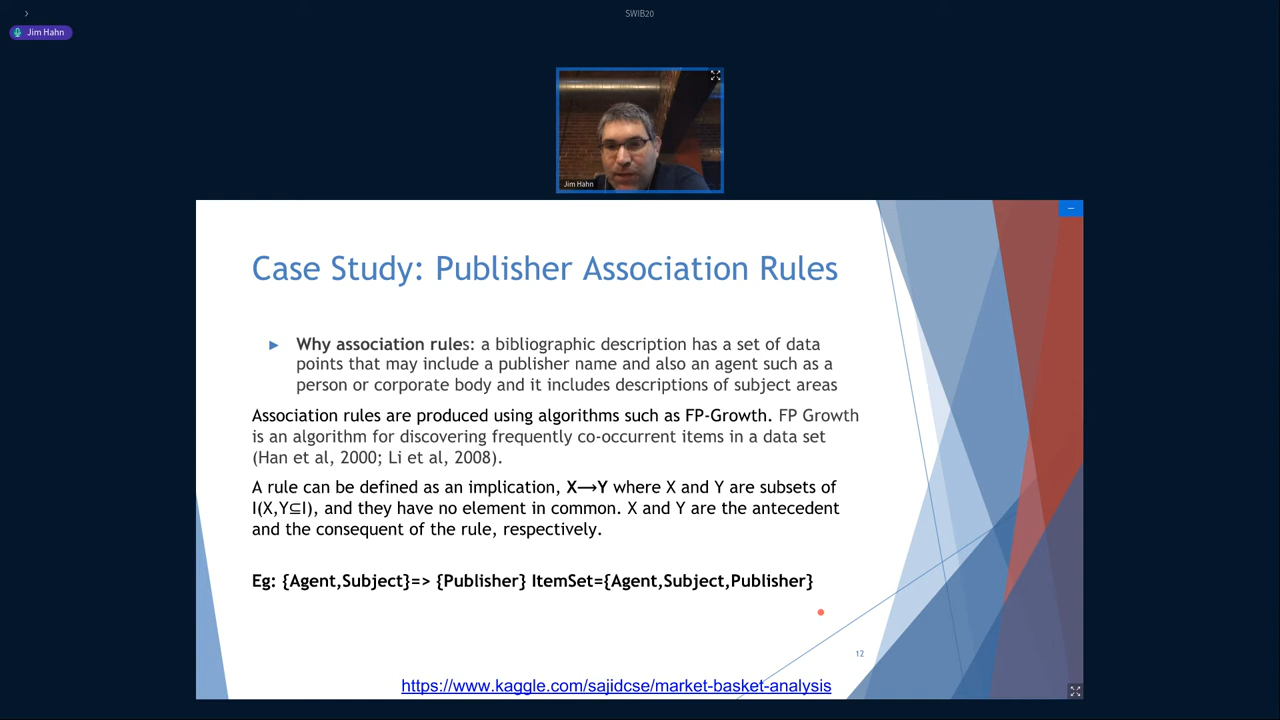 SWIB20
Jim Hahn
Jim Hahn
Case Study: Publisher Association Rules
Why association rules: a bibliographic description has a set of data
points that may include a publisher name and also an agent such as a
person or corporate body and it includes descriptions of subject areas
Association rules are produced using algorithms such as FP-Growth. FP Growth
is an algorithm for discovering frequently co-occurrent items in a data set
(Han et al, 2000; Li et al, 2008).
A rule can be defined as an implication, X⟶Y where X and Y are subsets of
I(X,Y⊆I), and they have no element in common. X and Y are the antecedent
and the consequent of the rule, respectively.
Eg: {Agent,Subject}=> {Publisher} ItemSet={Agent,Subject,Publisher}
12
https://www.kaggle.com/sajidcse/market-basket-analysis